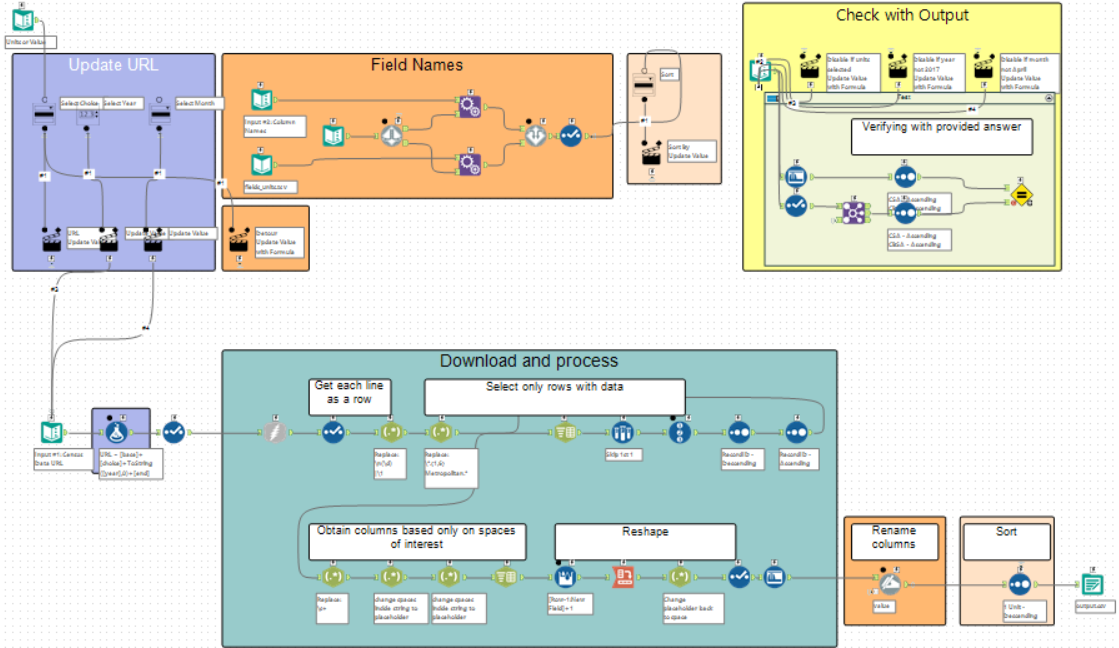 Units or Value
Update URL
Select Choice
Select Year
Select Month
#1
#1
#1
#1
URL
Update Value
Update Value
Update Value
Field Names
Input #2: Column
Names
fields_units.csv
Detour
Update Value
with Formula
Sort
#1
Sort By
Update Value
Check with Output
Disable if units
selected
Update Value
with Formula
Disable if year
not 2017
Update Value
with Formula
Disable if month
not April
Update Value
with Formula
#2
#3
#4
Test
Verifying with provided answer
CSA - Ascending
CBSA - Ascending
CSA - Ascending
CBSA - Ascending
#2
#4
Input #1: Census
Data URL
URL = [base]+
[choice]+ToString
([year],0)+[end]
Download and process
Get each line
as a row
Select only rows with data
Replace:
Replace:
Metropolitan.*
Skip 1st 1
RecordID -
Descending
RecordID -
Ascending
Obtain columns based only on spaces
of interest
Reshape
Replace:
\s+
change spaces
inside string to
placeholder
change spaces
inside string to
placeholder
[Row-1:New
Field]+1
Change
placeholder back
to space
Rename
columns
value
Sort
1 Unit -
Descending
output.csv